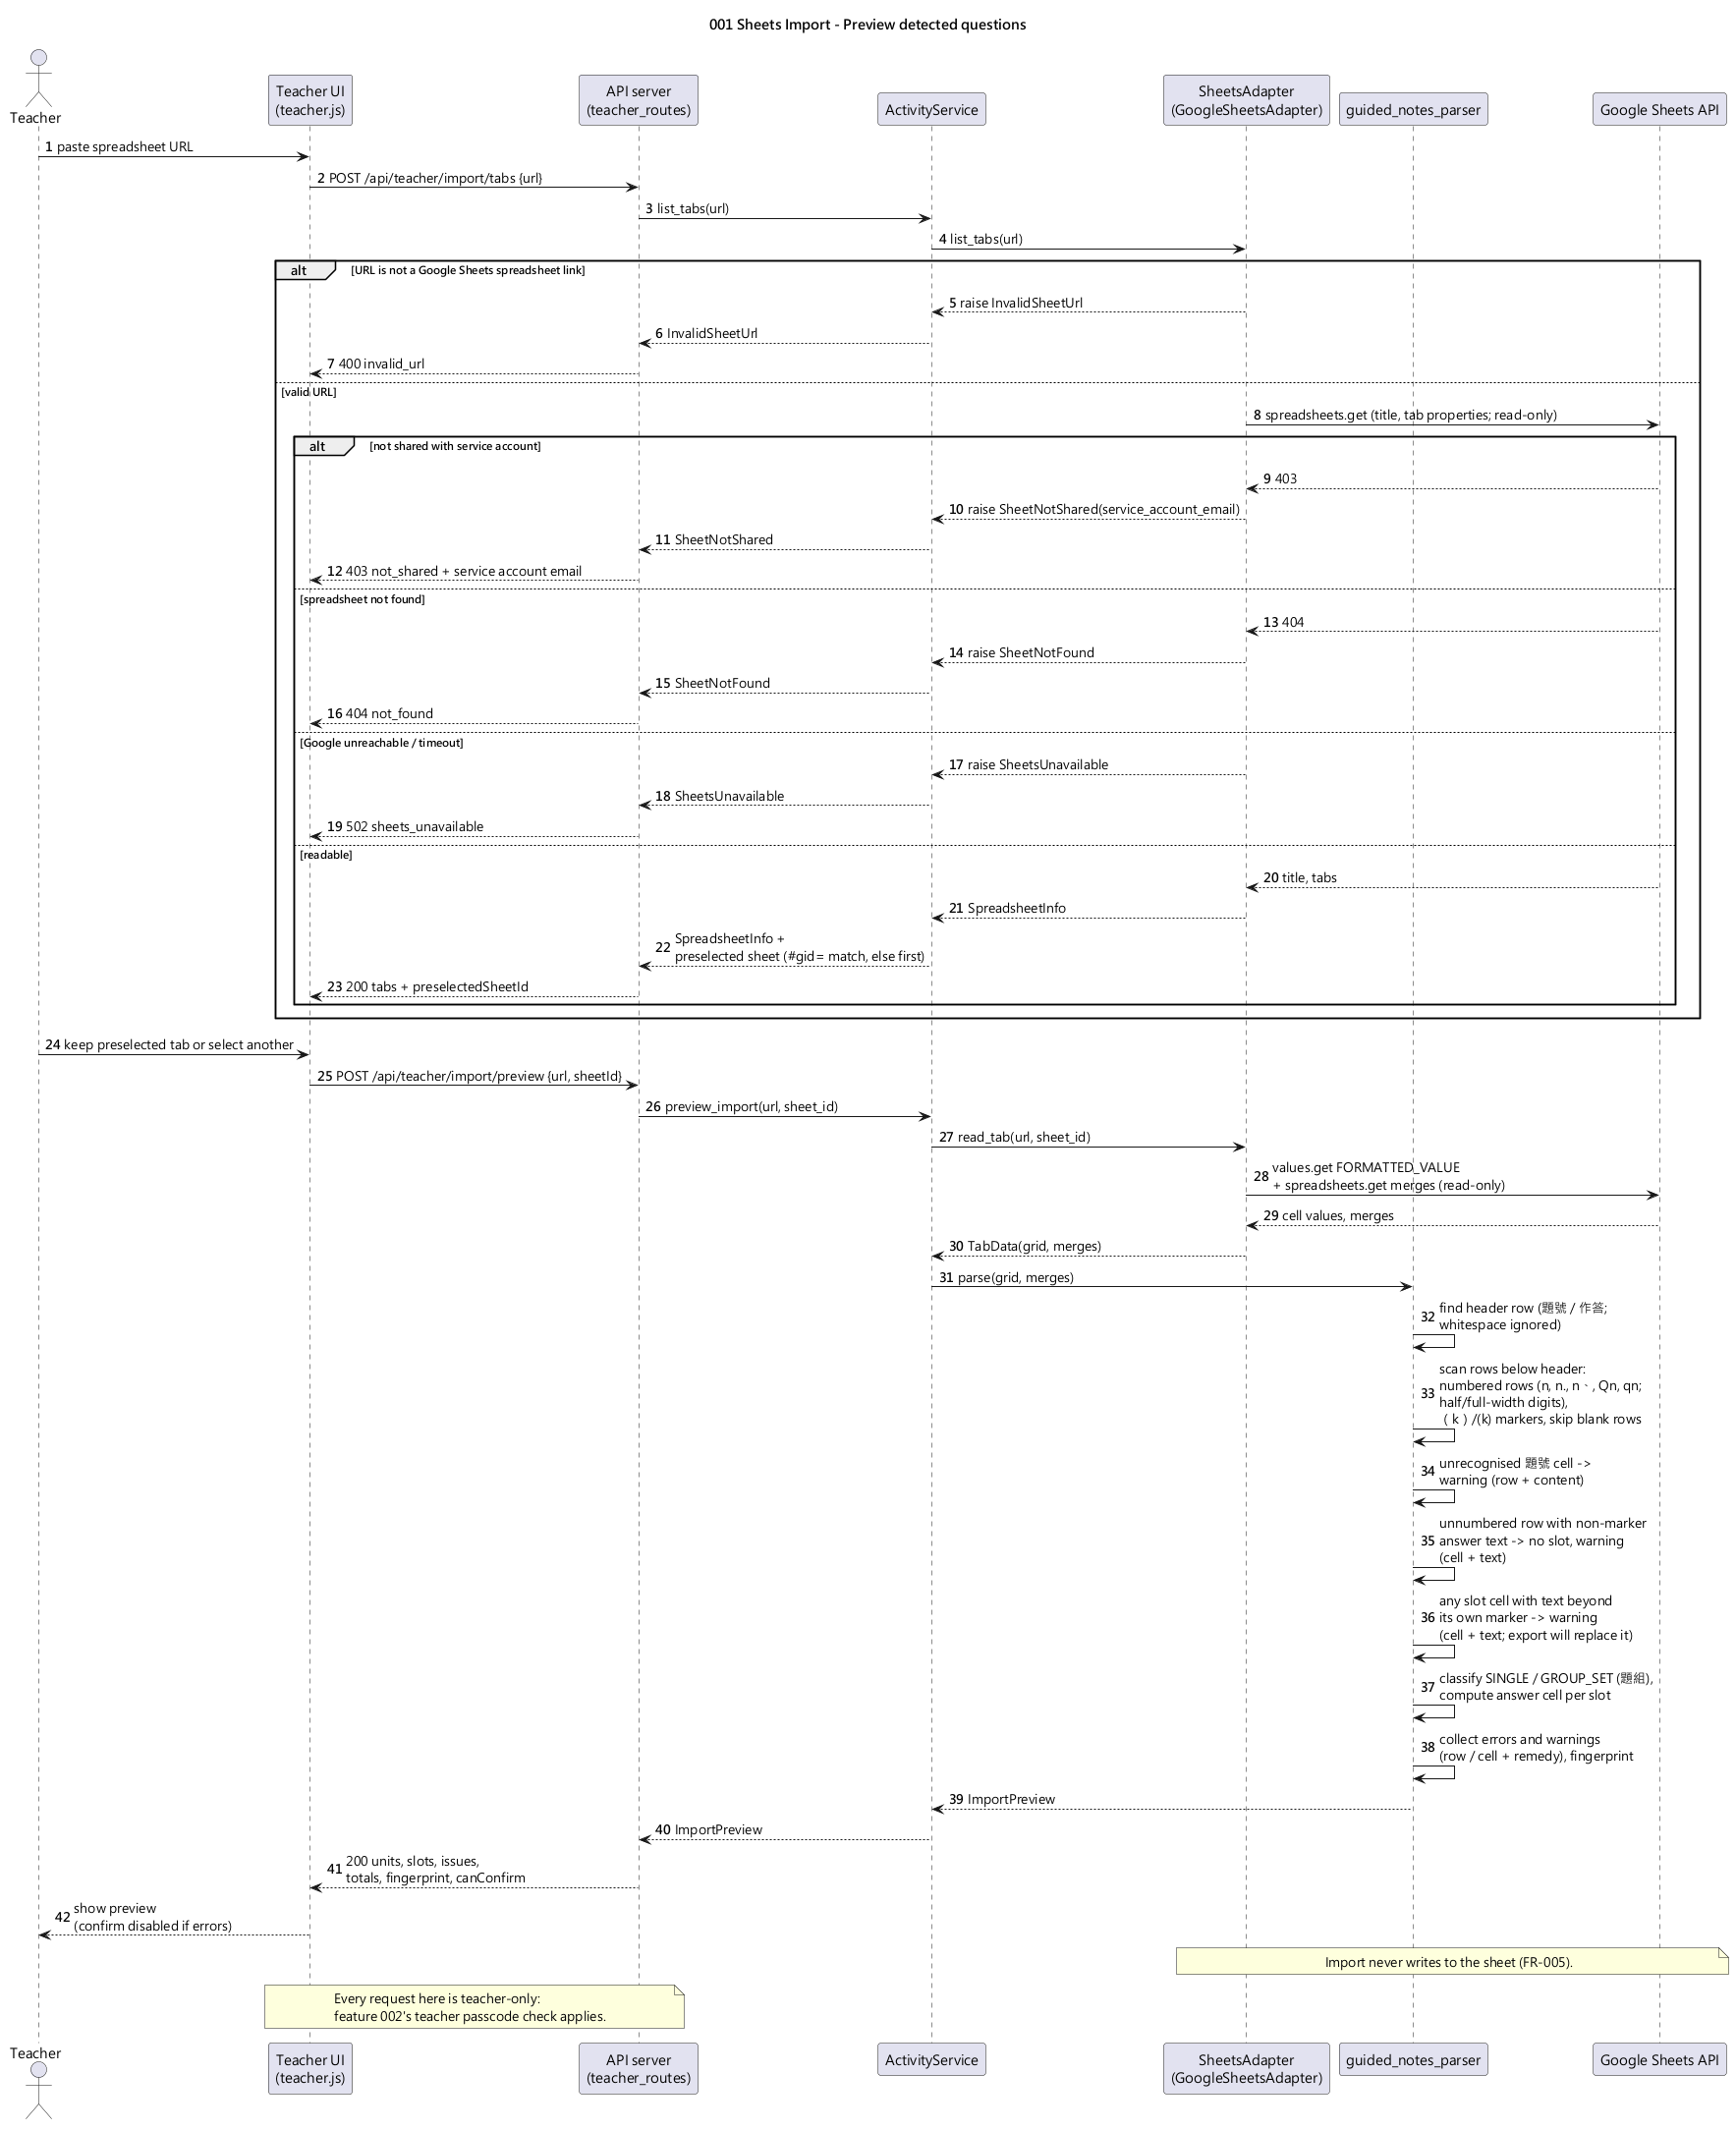 001 Sheets Import - Preview detected questions
Teacher
Teacher UI
(teacher.js)
API server
(teacher_routes)
ActivityService
SheetsAdapter
(GoogleSheetsAdapter)
guided_notes_parser
Google Sheets API
1 paste spreadsheet URL
2 POST /api/teacher/import/tabs {url}
3 list_tabs(url)
4 list_tabs(url)
alt [URL is not a Google Sheets spreadsheet link]
5 raise InvalidSheetUrl
6 InvalidSheetUrl
7 400 invalid_url
[valid URL]
8 spreadsheets.get (title, tab properties; read-only)
alt [not shared with service account]
9 403
10 raise SheetNotShared(service_account_email)
11 SheetNotShared
12 403 not_shared + service account email
[spreadsheet not found]
13 404
14 raise SheetNotFound
15 SheetNotFound
16 404 not_found
[Google unreachable / timeout]
17 raise SheetsUnavailable
18 SheetsUnavailable
19 502 sheets_unavailable
[readable]
20 title, tabs
21 SpreadsheetInfo
22 SpreadsheetInfo +
preselected sheet (#gid= match, else first)
23 200 tabs + preselectedSheetId
24 keep preselected tab or select another
25 POST /api/teacher/import/preview {url, sheetId}
26 preview_import(url, sheet_id)
27 read_tab(url, sheet_id)
28 values.get FORMATTED_VALUE
+ spreadsheets.get merges (read-only)
29 cell values, merges
30 TabData(grid, merges)
31 parse(grid, merges)
32 find header row (題號 / 作答;
whitespace ignored)
33 scan rows below header:
numbered rows (n, n., n、, Qn, qn;
half/full-width digits),
（k）/(k) markers, skip blank rows
34 unrecognised 題號 cell ->
warning (row + content)
35 unnumbered row with non-marker
answer text -> no slot, warning
(cell + text)
36 any slot cell with text beyond
its own marker -> warning
(cell + text; export will replace it)
37 classify SINGLE / GROUP_SET (題組),
compute answer cell per slot
38 collect errors and warnings
(row / cell + remedy), fingerprint
39 ImportPreview
40 ImportPreview
41 200 units, slots, issues,
totals, fingerprint, canConfirm
42 show preview
(confirm disabled if errors)
Import never writes to the sheet (FR-005).
Every request here is teacher-only:
feature 002's teacher passcode check applies.
Teacher
Teacher UI
(teacher.js)
API server
(teacher_routes)
ActivityService
SheetsAdapter
(GoogleSheetsAdapter)
guided_notes_parser
Google Sheets API